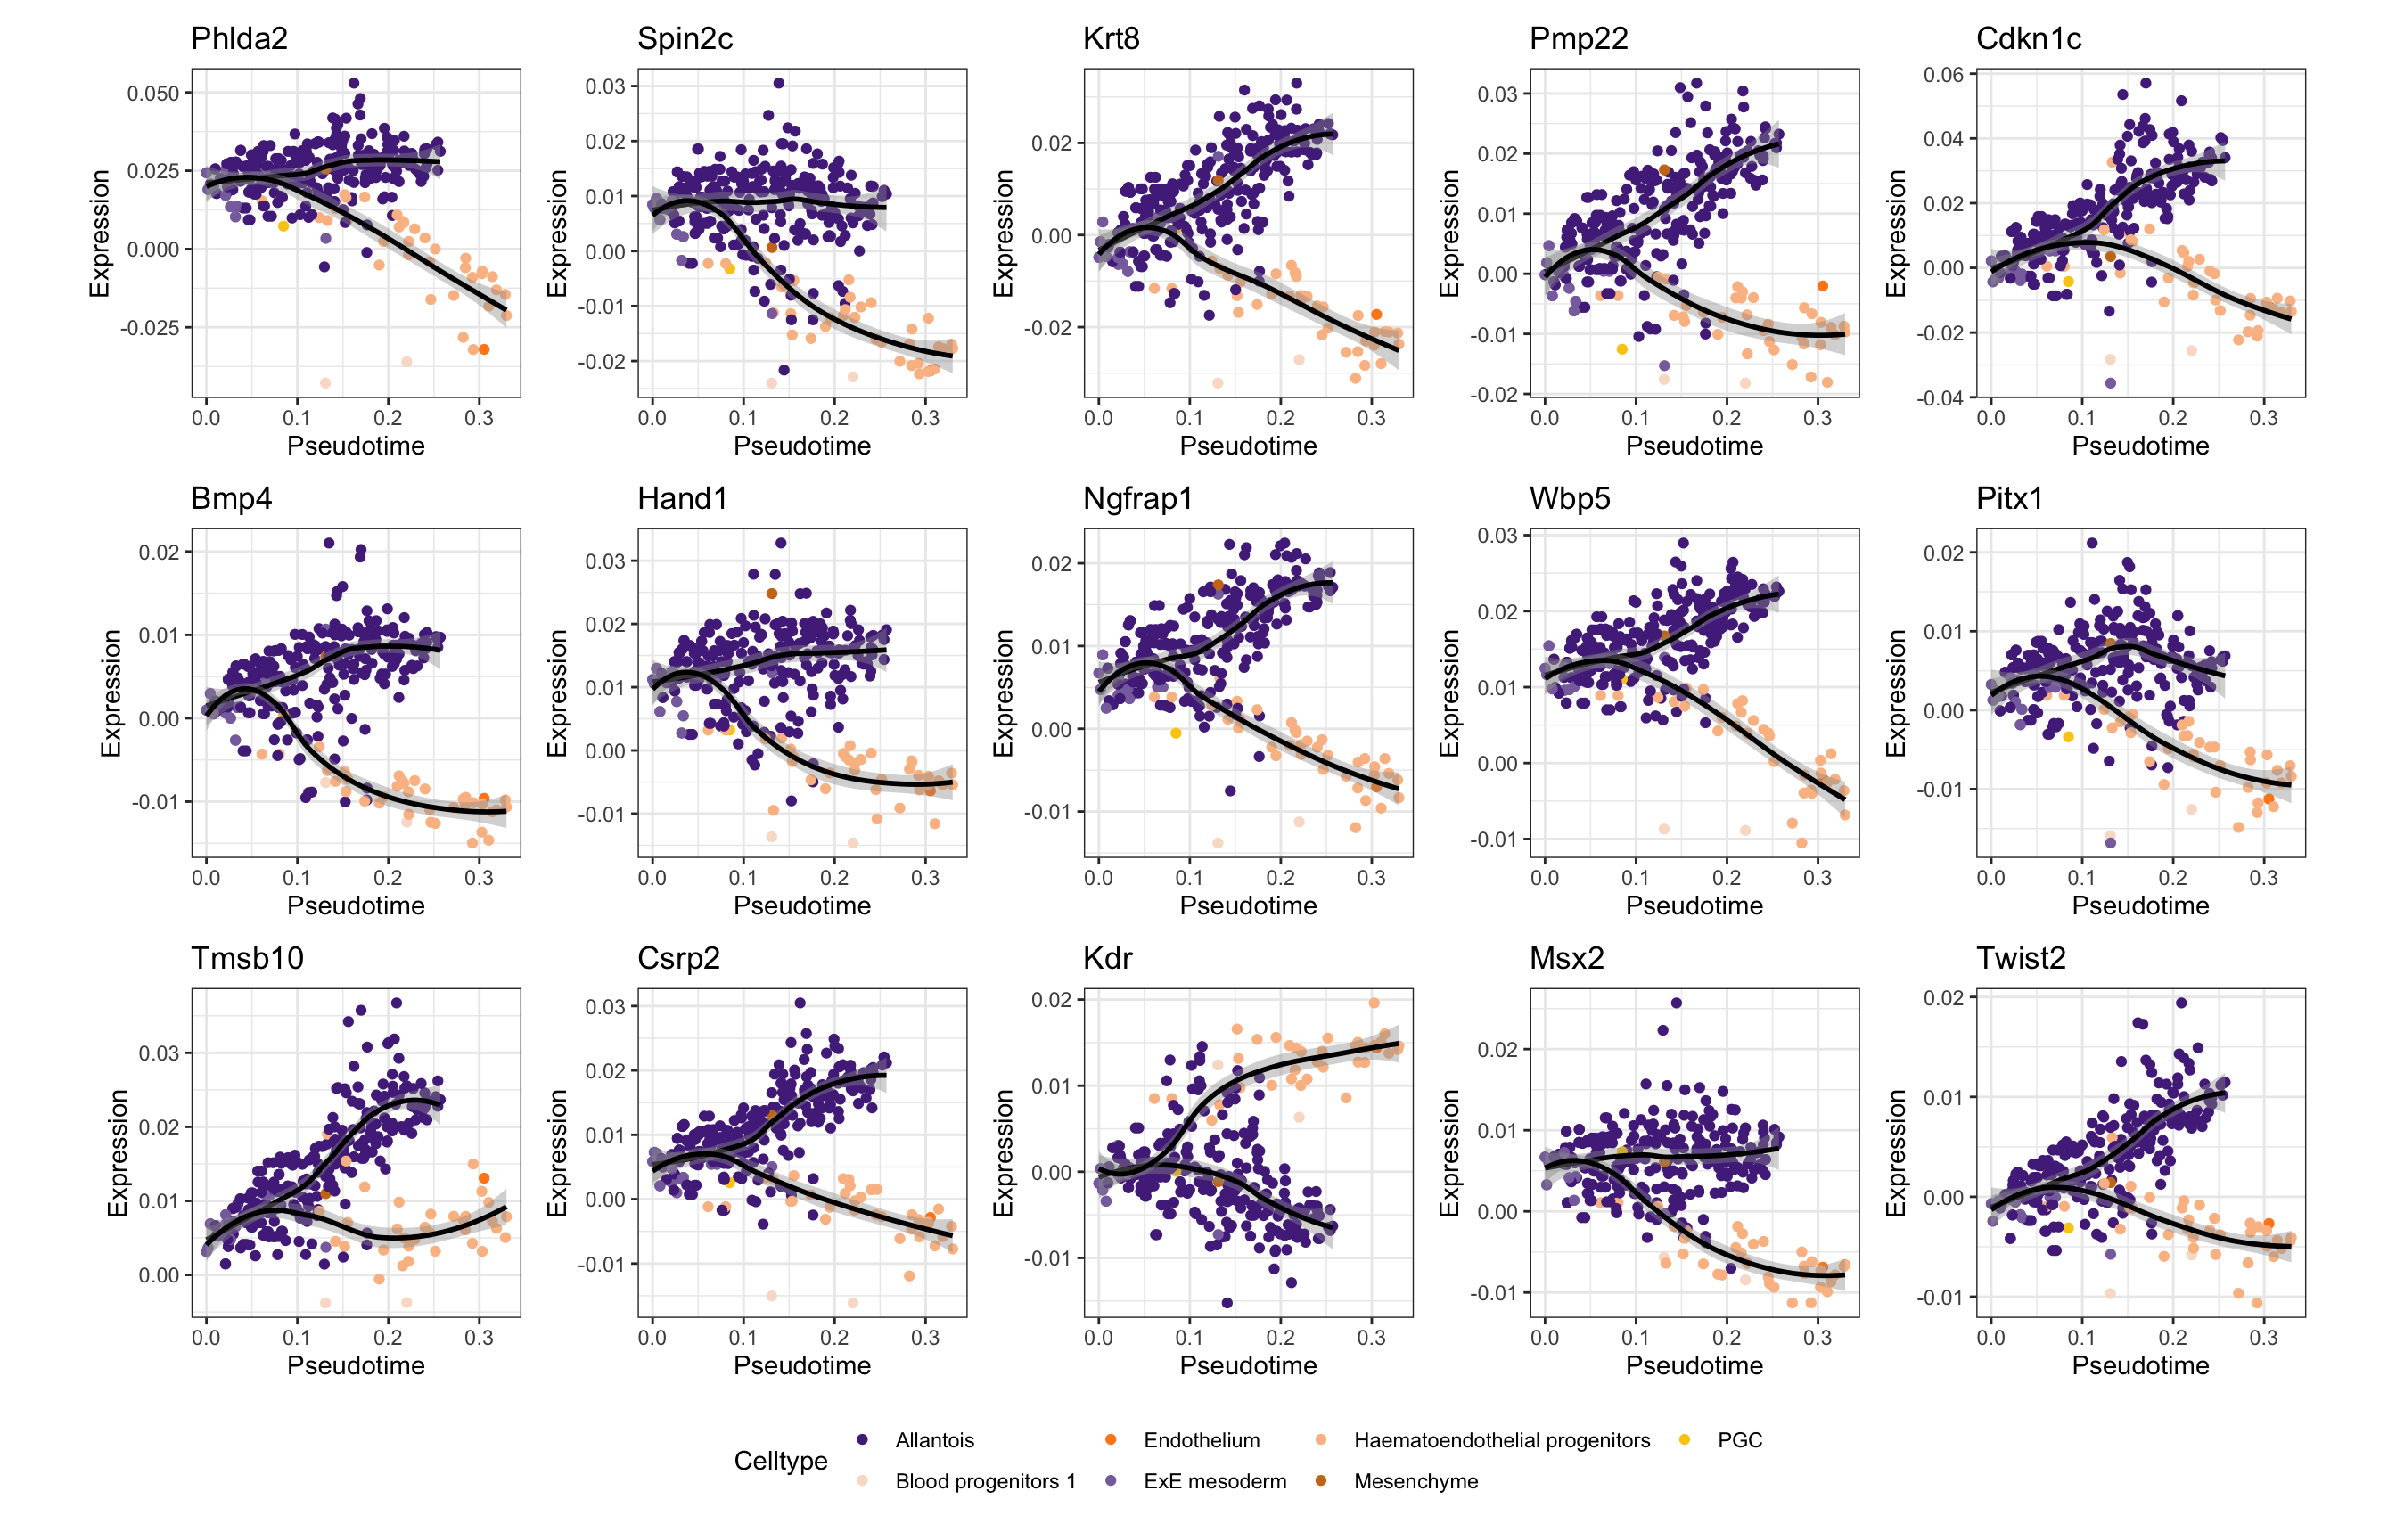 Phlda2 Spin2c Krt8 Pmp22 Cdkn1c
0.050 0.025 0.000 -0.025
Expression
0.0 0.1 0.2 0.3
Pseudotime
0.03 0.02 0.01 0.00 -0.01 -0.02
Expression
0.0 0.1 0.2 0.3
Pseudotime
0.02 0.00 -0.02
Expression
0.0 0.1 0.2 0.3
Pseudotime
0.03 0.02 0.01 0.00 -0.01 -0.02
Expression
0.0 0.1 0.2 0.3
Pseudotime
0.06 0.04 0.02 0.00 -0.02 -0.04
Expression
0.0 0.1 0.2 0.3
Pseudotime
Bmp4 Hand1 Ngfrap1 Wbp5 Pitx1
0.02 0.01 0.00 -0.01
Expression
0.0 0.1 0.2 0.3
Pseudotime
0.03 0.02 0.01 0.00 -0.01
Expression
0.0 0.1 0.2 0.3
Pseudotime
0.02 0.01 0.00 -0.01
Expression
0.0 0.1 0.2 0.3
Pseudotime
0.03 0.02 0.01 0.00 -0.01
Expression
0.0 0.1 0.2 0.3
Pseudotime
0.02 0.01 0.00 -0.01
Expression
0.0 0.1 0.2 0.3
Pseudotime
Tmsb10 Csrp2 Kdr Msx2 Twist2
0.03 0.02 0.01 0.00
Expression
0.0 0.1 0.2 0.3
Pseudotime
0.03 0.02 0.01 0.00 -0.01
Expression
0.0 0.1 0.2 0.3
Pseudotime
0.02 0.01 0.00 -0.01
Expression
0.0 0.1 0.2 0.3
Pseudotime
0.02 0.01 0.00 -0.01
Expression
0.0 0.1 0.2 0.3
Pseudotime
0.02 0.01 0.00 -0.01
Expression
0.0 0.1 0.2 0.3
Pseudotime
Celltype
Allantois Endothelium Haematoendothelial progenitors PGC
Blood progenitors 1 ExE mesoderm Mesenchyme